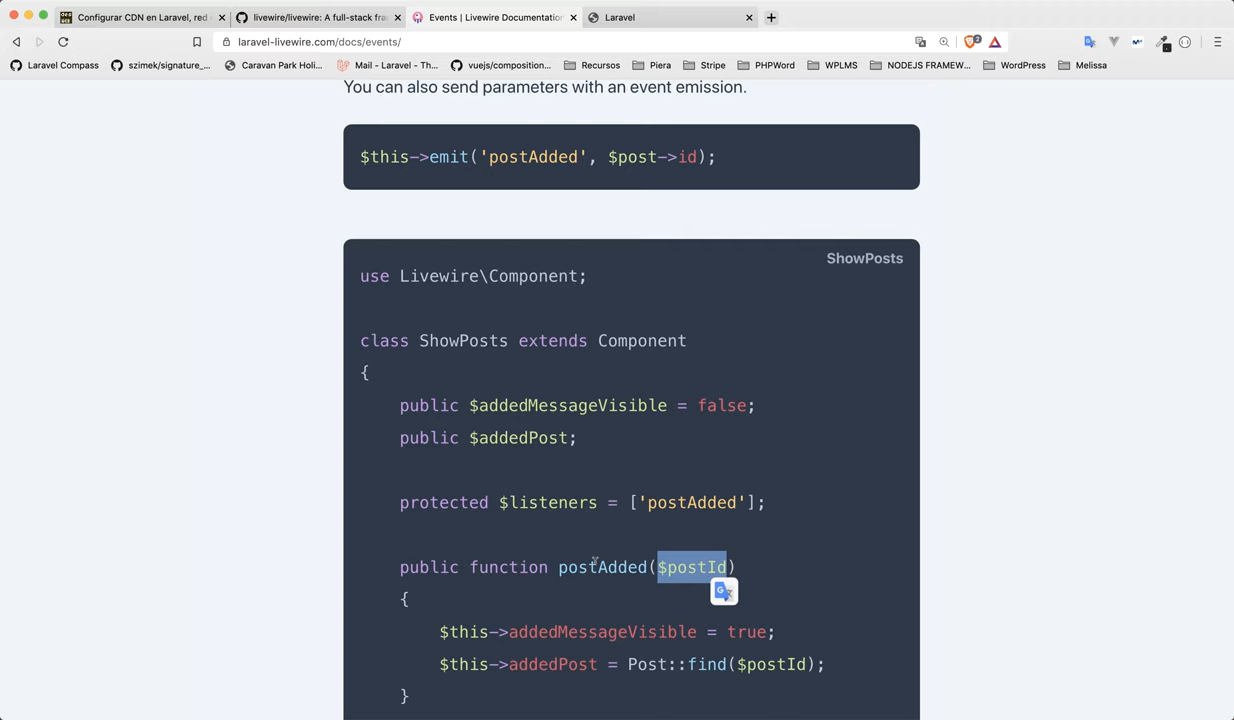 Configurar CDN en Laravel, red
livewire/livewire: A full-stack fra
Events | Livewire Documentation
Laravel
laravel-livewire.com/docs/events/
2
Laravel Compass
szimek/signature_...
Caravan Park Holi...
Mail - Laravel - Th...
vuejs/composition...
Recursos
Piera
Stripe
PHPWord
WPLMS
NODEJS FRAMEW...
WordPress
Melissa
You can also send parameters with an event emission.
$this->emit('postAdded', $post->id);
ShowPosts
use Livewire\Component;
class ShowPosts extends Component
{
public $addedMessageVisible = false;
public $addedPost;
protected $listeners = ['postAdded'];
public function postAdded($postId)
{
$this->addedMessageVisible = true;
$this->addedPost = Post::find($postId);
}